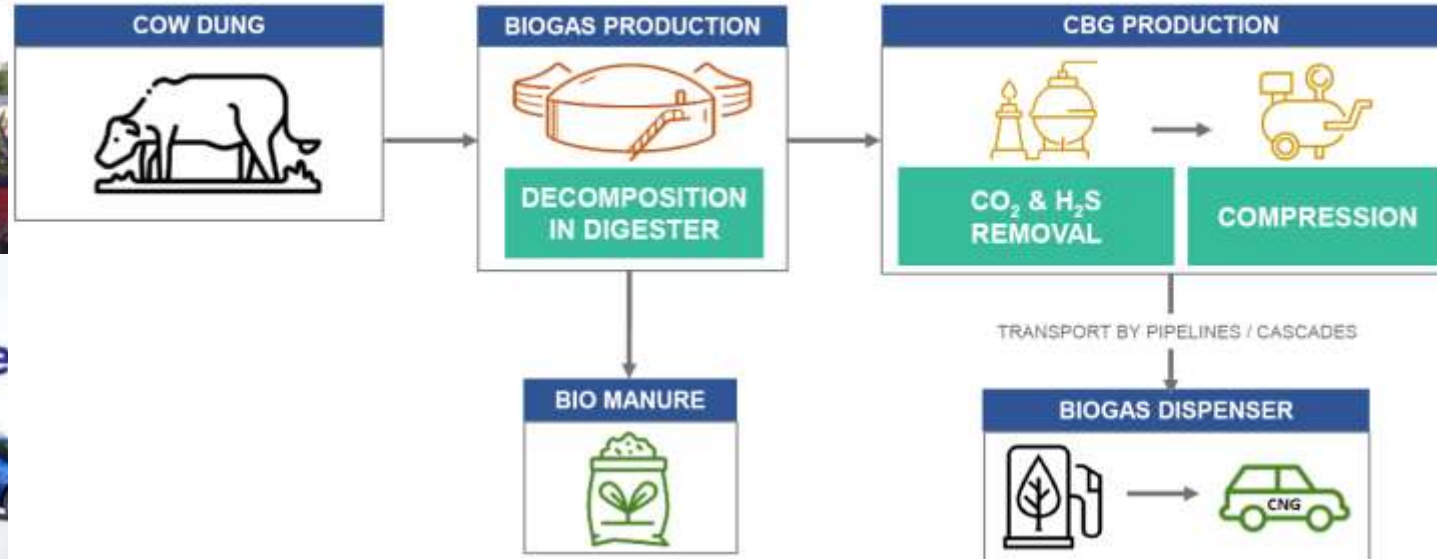 COW DUNG
BIOGAS PRODUCTION
DECOMPOSITION
IN DIGESTER
CBG PRODUCTION
CO₂ & H₂S
REMOVAL
COMPRESSION
TRANSPORT BY PIPELINES / CASCADES
BIO MANURE
BIOGAS DISPENSER
CNG